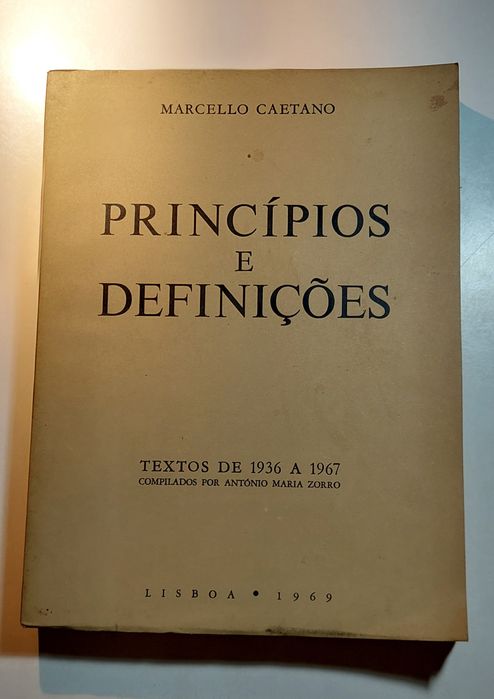 MARCELLO CAETANO
PRINCÍPIOS
E
DEFINIÇÕES
TEXTOS DE 1936 A 1967
COMPILADOS POR ANTÓNIO MARIA ZORRO
LISBOA • 1969